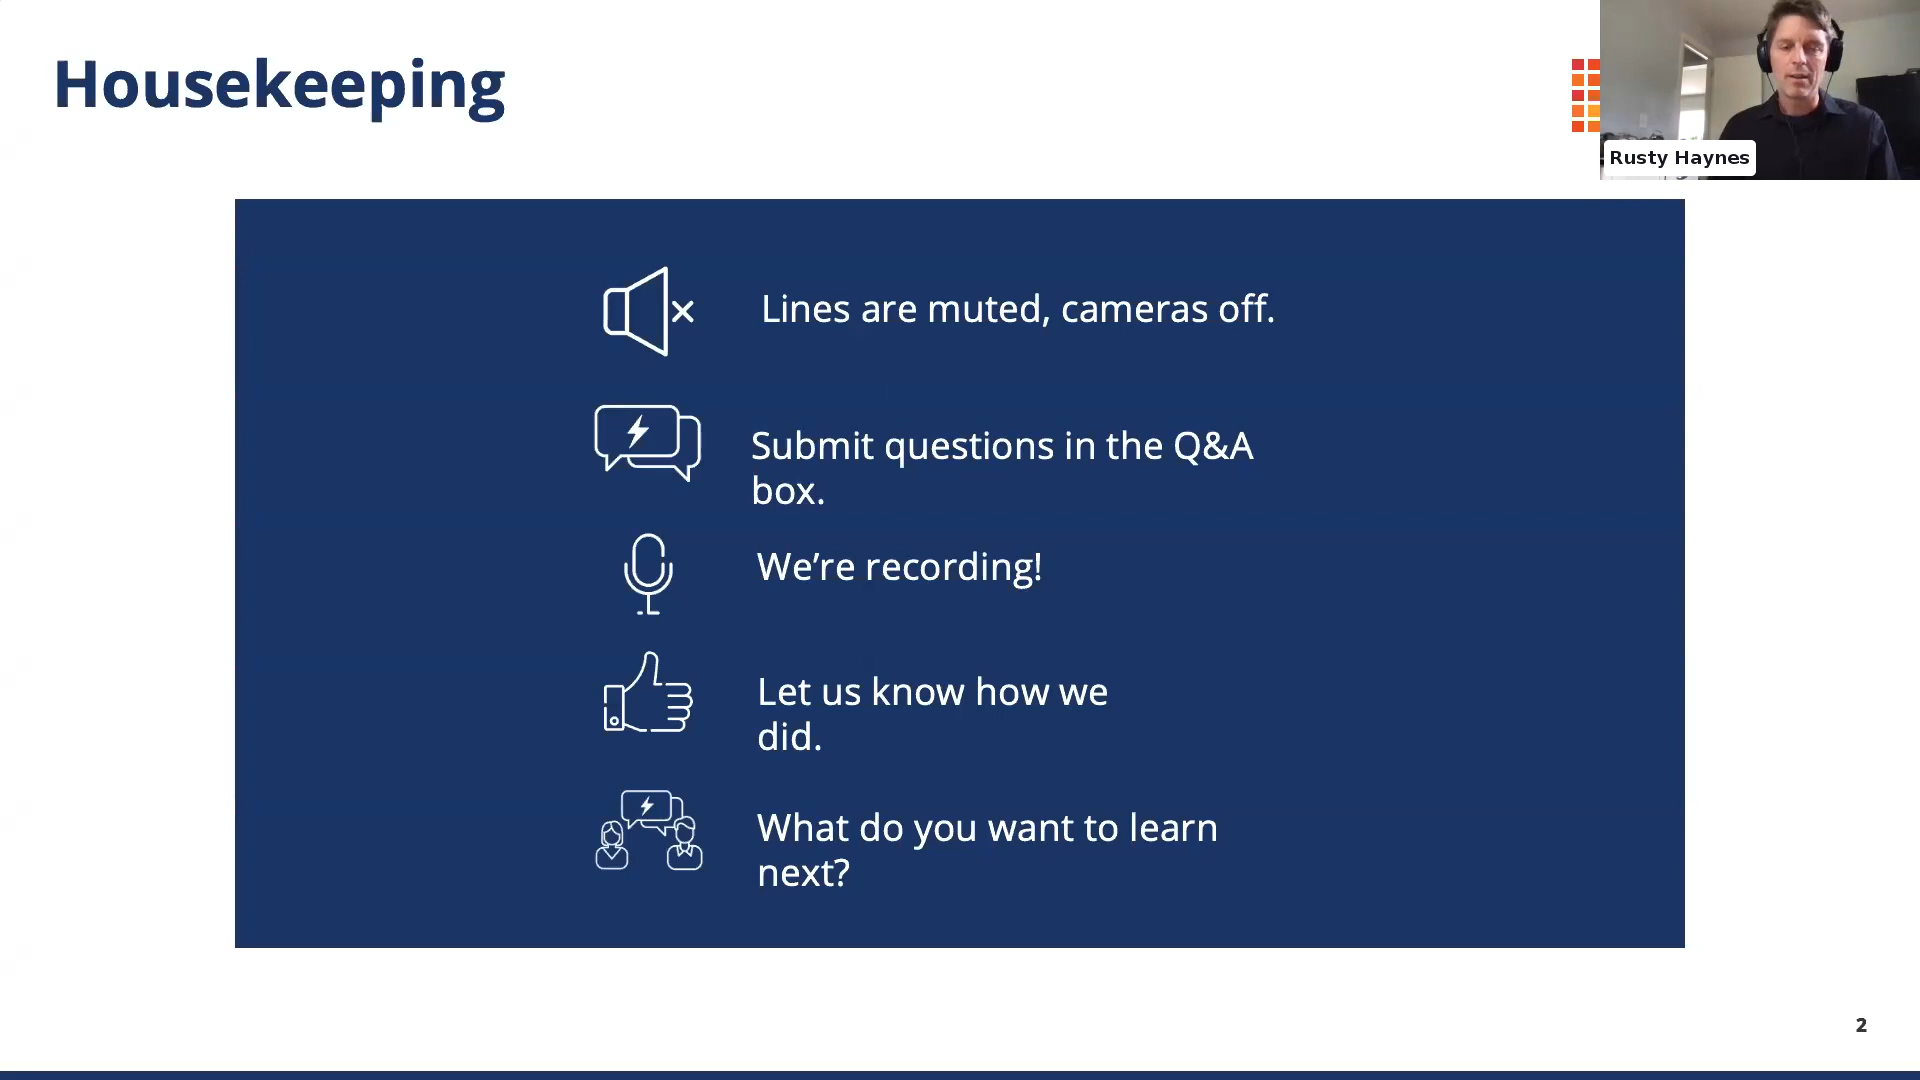 Housekeeping
Rusty Haynes
Lines are muted, cameras off.
Submit questions in the Q&A
box.
We’re recording!
Let us know how we
did.
What do you want to learn
next?
2